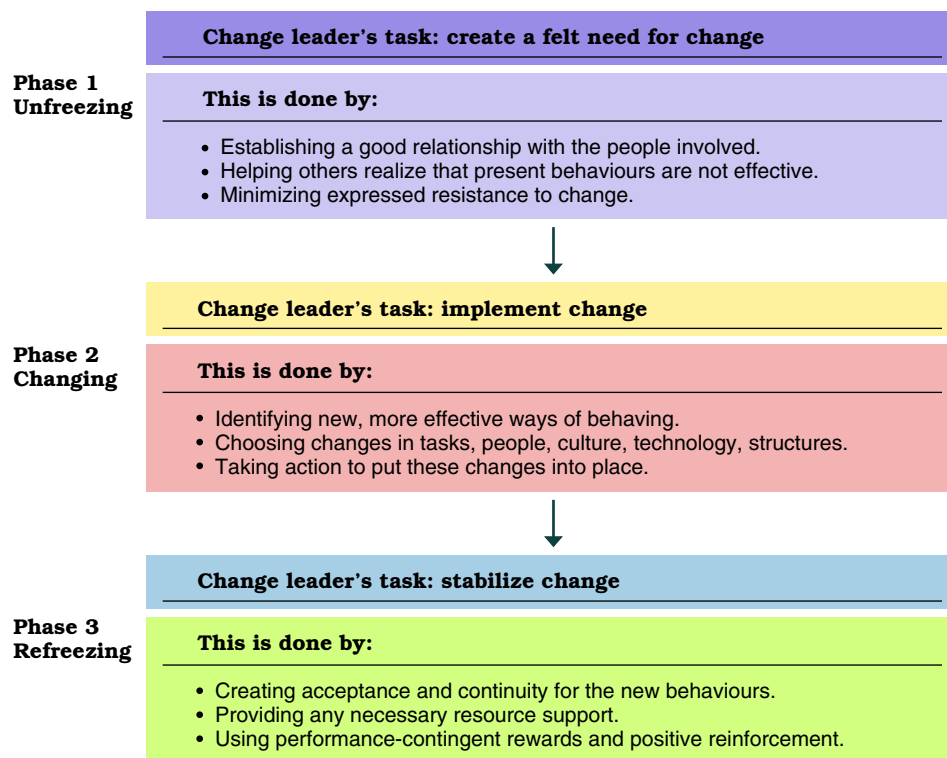 Change leader's task: create a felt need for change
Phase 1
Unfreezing
This is done by:
• Establishing a good relationship with the people involved.
• Helping others realize that present behaviours are not effective.
• Minimizing expressed resistance to change.
Change leader's task: implement change
Phase 2
Changing
This is done by:
• Identifying new, more effective ways of behaving.
• Choosing changes in tasks, people, culture, technology, structures.
• Taking action to put these changes into place.
Change leader's task: stabilize change
Phase 3
Refreezing
This is done by:
• Creating acceptance and continuity for the new behaviours.
• Providing any necessary resource support.
• Using performance-contingent rewards and positive reinforcement.